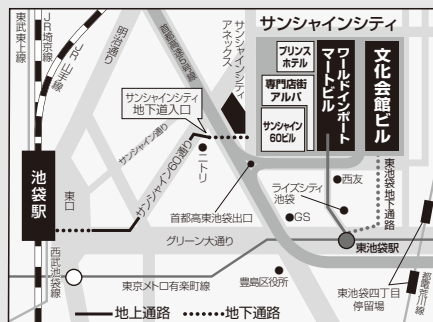 東武東上線
JR埼京線
JR山手線
明治通り
首都高速5号線
サンシャインシティ
アネックス
サンシャインシティ
プリンス
ホテル
専門店街
アルパ
サンシャイン
60ビル
ワールドインポート
マートビル
文化会館ビル
サンシャインシティ
地下道入口
サンシャイン通り
サンシャイン60通り
ニトリ
池袋駅
東口
首都高東池袋出口
ライズシティ
池袋
西友
東池袋地下通路
GS
グリーン大通り
東池袋駅
西武池袋線
東京メトロ有楽町線
豊島区役所
東池袋四丁目
停留場
都電荒川線
地上通路
地下通路